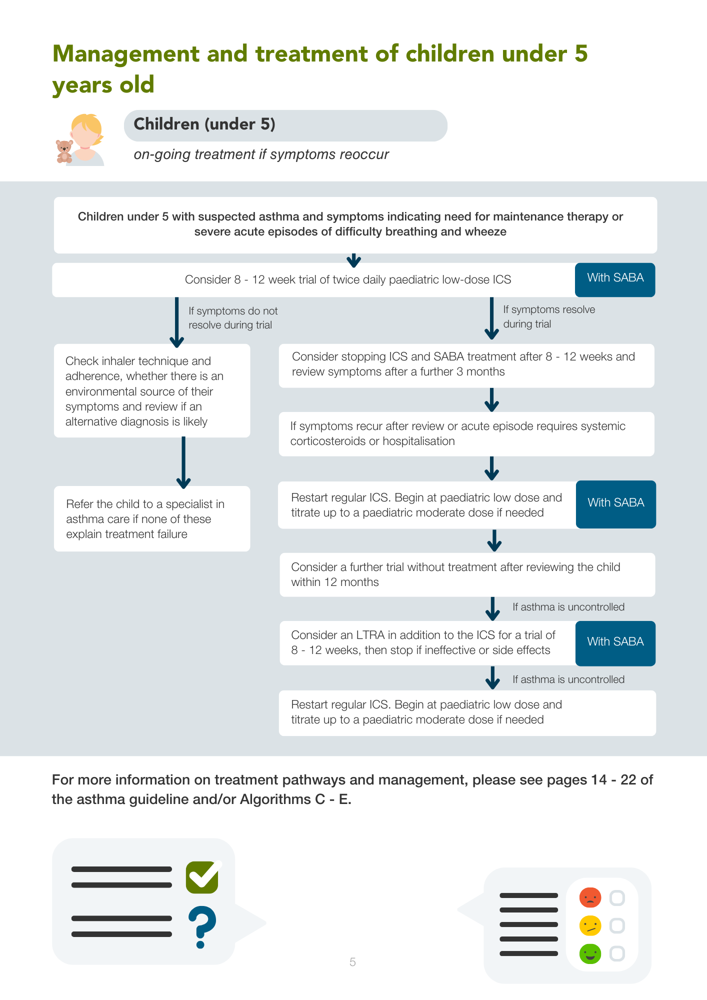 Management and treatment of children under 5
years old
Children (under 5)
on-going treatment if symptoms reoccur
Children under 5 with suspected asthma and symptoms indicating need for maintenance therapy or
severe acute episodes of difficulty breathing and wheeze
Consider 8 - 12 week trial of twice daily paediatric low-dose ICS
With SABA
If symptoms do not
resolve during trial
If symptoms resolve
during trial
Check inhaler technique and
adherence, whether there is an
environmental source of their
symptoms and review if an
alternative diagnosis is likely
Refer the child to a specialist in
asthma care if none of these
explain treatment failure
Consider stopping ICS and SABA treatment after 8 - 12 weeks and
review symptoms after a further 3 months
If symptoms recur after review or acute episode requires systemic
corticosteroids or hospitalisation
Restart regular ICS. Begin at paediatric low dose and
titrate up to a paediatric moderate dose if needed
With SABA
Consider a further trial without treatment after reviewing the child
within 12 months
If asthma is uncontrolled
Consider an LTRA in addition to the ICS for a trial of
8 - 12 weeks, then stop if ineffective or side effects
With SABA
If asthma is uncontrolled
Restart regular ICS. Begin at paediatric low dose and
titrate up to a paediatric moderate dose if needed
For more information on treatment pathways and management, please see pages 14 - 22 of
the asthma guideline and/or Algorithms C - E.
5